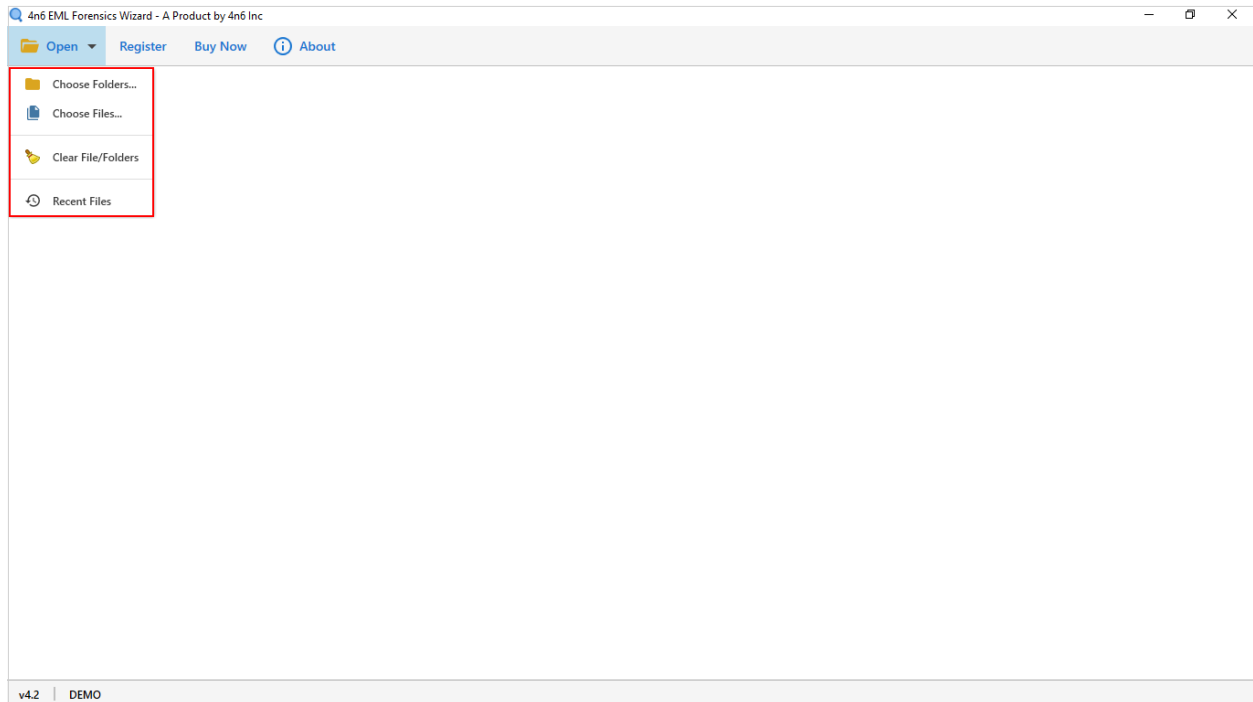 4n6 EML Forensics Wizard - A Product by 4n6 Inc
Open Register Buy Now About
Choose Folders...
Choose Files...
Clear File/Folders
Recent Files
v4.2 DEMO